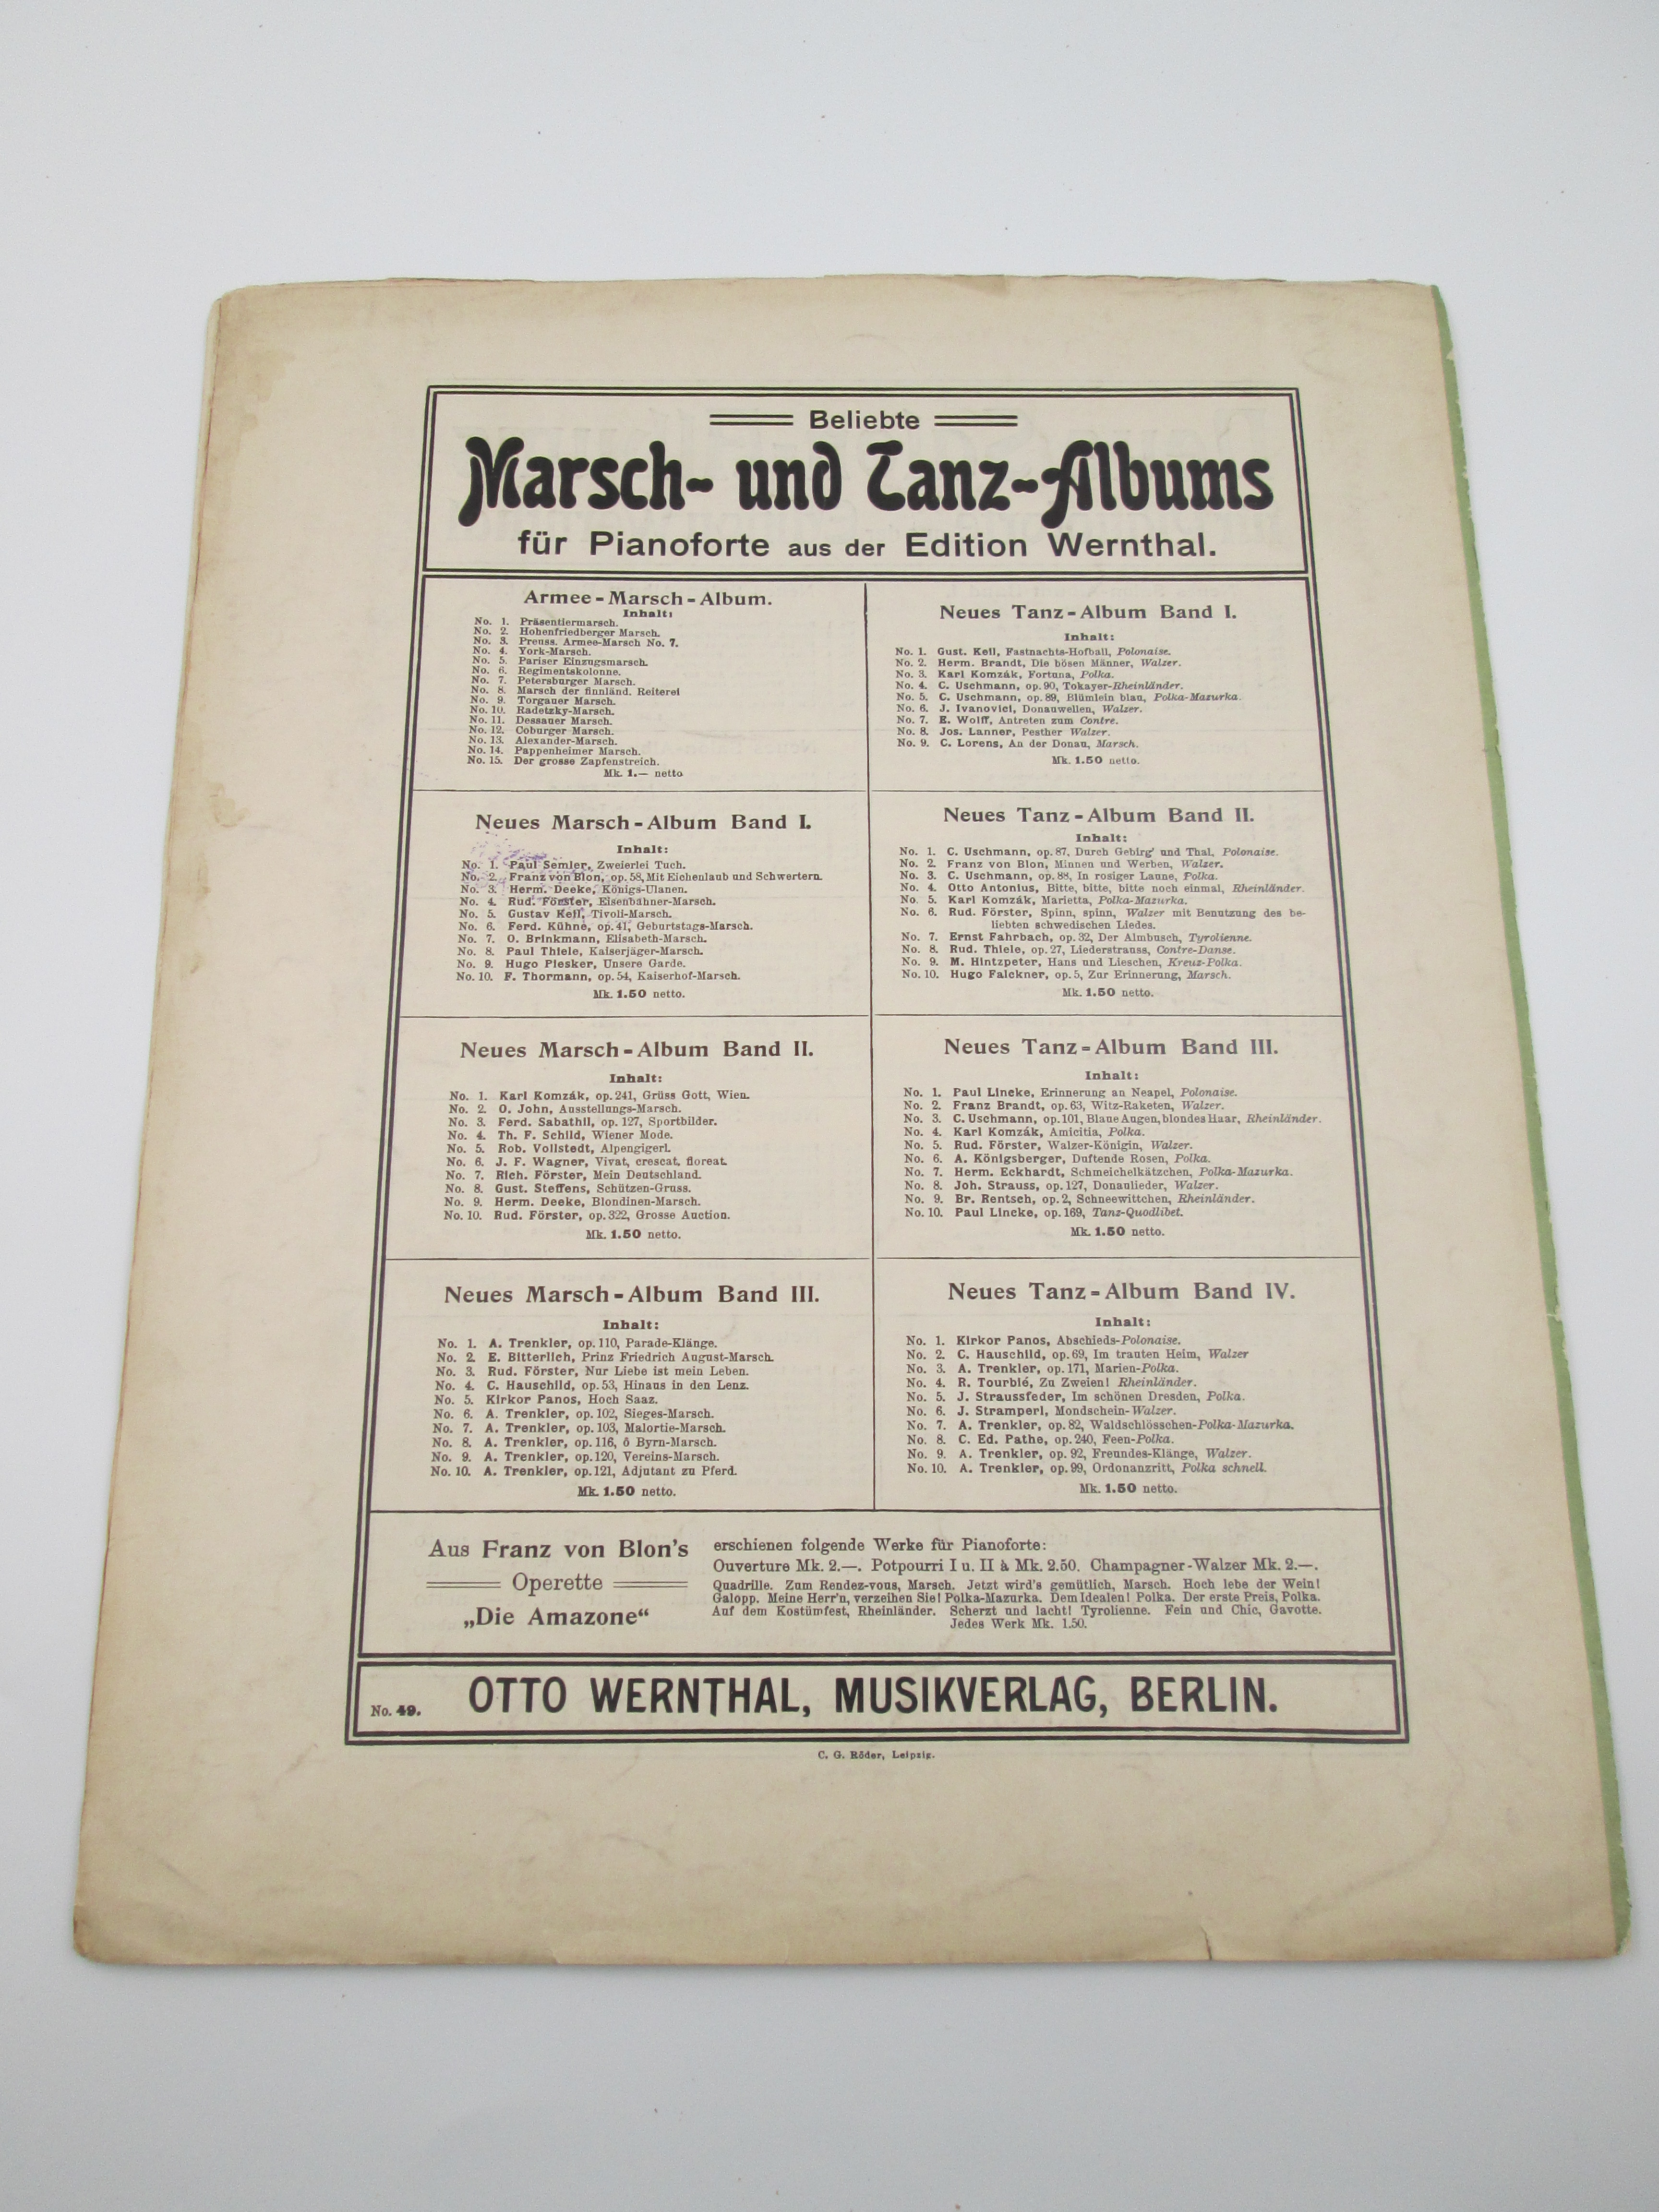 Beliebte
Marsch- und Tanz-Albums
für Pianoforte aus der Edition Wernthal.
Armee-Marsch-Album.
Inhalt:
No. 1. Präsentiermarsch.
No. 2. Hohenfriedberger Marsch.
No. 3. Preuss. Armee-Marsch No. 7.
No. 4. York-Marsch.
No. 5. Pariser Einzugsmarsch.
No. 6. Regimentskolonne.
No. 7. Petersburger Marsch.
No. 8. Marsch der finnländ. Reiterei
No. 9. Torgauer Marsch.
No. 10. Radetzky-Marsch.
No. 11. Dessauer Marsch.
No. 12. Coburger Marsch.
No. 13. Alexander-Marsch.
No. 14. Pappenheimer Marsch.
No. 15. Der grosse Zapfenstreich.
Mk. 1.— netto
Neues Marsch-Album Band I.
Inhalt:
No. 1. Paul Semler, Zweierlei Tuch.
No. 2. Franz von Blon, op. 58, Mit Eichenlaub und Schwertern.
No. 3. Herm. Deeke, Königs-Ulanen.
No. 4. Rud. Förster, Eisenbahner-Marsch.
No. 5. Gustav Keil, Tivoli-Marsch.
No. 6. Ferd. Kühne, op. 41, Geburtstags-Marsch.
No. 7. O. Brinkmann, Elisabeth-Marsch.
No. 8. Paul Thiele, Kaiserjäger-Marsch.
No. 9. Hugo Piesker, Unsere Garde.
No. 10. F. Thormann, op. 54, Kaiserhof-Marsch.
Mk. 1.50 netto.
Neues Marsch-Album Band II.
Inhalt:
No. 1. Karl Komzák, op. 241, Grüss Gott, Wien.
No. 2. O. John, Ausstellungs-Marsch.
No. 3. Ferd. Sabathil, op. 127, Sportbilder.
No. 4. Th. F. Schild, Wiener Mode.
No. 5. Rob. Vollstedt, Alpengigerl.
No. 6. J. F. Wagner, Vivat, crescat, floreat.
No. 7. Rich. Förster, Mein Deutschland.
No. 8. Gust. Steffens, Schützen-Gruss.
No. 9. Herm. Deeke, Blondinen-Marsch.
No. 10. Rud. Förster, op. 322, Grosse Auction.
Mk. 1.50 netto.
Neues Marsch-Album Band III.
Inhalt:
No. 1. A. Trenkler, op. 110, Parade-Klänge.
No. 2. E. Bitterlich, Prinz Friedrich August-Marsch.
No. 3. Rud. Förster, Nur Liebe ist mein Leben.
No. 4. C. Hauschild, op. 53, Hinaus in den Lenz.
No. 5. Kirkor Panos, Hoch Saaz.
No. 6. A. Trenkler, op. 102, Sieges-Marsch.
No. 7. A. Trenkler, op. 103, Malortie-Marsch.
No. 8. A. Trenkler, op. 116, ô Byrn-Marsch.
No. 9. A. Trenkler, op. 120, Vereins-Marsch.
No. 10. A. Trenkler, op. 121, Adjutant zu Pferd.
Mk. 1.50 netto.
Neues Tanz-Album Band I.
Inhalt:
No. 1. Gust. Keil, Fastnachts-Hofball, Polonaise.
No. 2. Herm. Brandt, Die bösen Männer, Walzer.
No. 3. Karl Komzák, Fortuna, Polka.
No. 4. C. Uschmann, op. 90, Tokayer-Rheinländer.
No. 5. C. Uschmann, op. 89, Blümlein blau, Polka-Mazurka.
No. 6. J. Ivanovici, Donauwellen, Walzer.
No. 7. E. Wolff, Antreten zum Contre.
No. 8. Jos. Lanner, Pesther Walzer.
No. 9. C. Lorens, An der Donau, Marsch.
Mk. 1.50 netto.
Neues Tanz-Album Band II.
Inhalt:
No. 1. C. Uschmann, op. 87, Durch Gebirg' und Thal, Polonaise.
No. 2. Franz von Blon, Minnen und Werben, Walzer.
No. 3. C. Uschmann, op. 88, In rosiger Laune, Polka.
No. 4. Otto Antonius, Bitte, bitte, bitte noch einmal, Rheinländer.
No. 5. Karl Komzák, Marietta, Polka-Mazurka.
No. 6. Rud. Förster, Spinn, spinn, Walzer mit Benutzung des be-
liebten schwedischen Liedes.
No. 7. Ernst Fahrbach, op. 32, Der Almbusch, Tyrolienne.
No. 8. Rud. Thiele, op. 27, Liederstrauss, Contre-Danse.
No. 9. M. Hintzpeter, Hans und Lieschen, Kreuz-Polka.
No. 10. Hugo Falckner, op. 5, Zur Erinnerung, Marsch.
Mk. 1.50 netto.
Neues Tanz-Album Band III.
Inhalt:
No. 1. Paul Lincke, Erinnerung an Neapel, Polonaise.
No. 2. Franz Brandt, op. 63, Witz-Raketen, Walzer.
No. 3. C. Uschmann, op. 101, Blaue Augen, blondes Haar, Rheinländer.
No. 4. Karl Komzák, Amicitia, Polka.
No. 5. Rud. Förster, Walzer-Königin, Walzer.
No. 6. A. Königsberger, Duftende Rosen, Polka.
No. 7. Herm. Eckhardt, Schmeichelkätzchen, Polka-Mazurka.
No. 8. Joh. Strauss, op. 127, Donaulieder, Walzer.
No. 9. Br. Rentsch, op. 2, Schneewittchen, Rheinländer.
No. 10. Paul Lincke, op. 169, Tanz-Quodlibet.
Mk. 1.50 netto.
Neues Tanz-Album Band IV.
Inhalt:
No. 1. Kirkor Panos, Abschieds-Polonaise.
No. 2. C. Hauschild, op. 69, Im trauten Heim, Walzer
No. 3. A. Trenkler, op. 171, Marien-Polka.
No. 4. R. Tourbié, Zu Zweien! Rheinländer.
No. 5. J. Straussfeder, Im schönen Dresden, Polka.
No. 6. J. Stramperl, Mondschein-Walzer.
No. 7. A. Trenkler, op. 82, Waldschlösschen-Polka-Mazurka.
No. 8. C. Ed. Pathe, op. 240, Feen-Polka.
No. 9. A. Trenkler, op. 92, Freundes-Klänge, Walzer.
No. 10. A. Trenkler, op. 99, Ordonanzritt, Polka schnell.
Mk. 1.50 netto.
Aus Franz von Blon's
Operette
„Die Amazone“
erschienen folgende Werke für Pianoforte:
Ouverture Mk. 2.—. Potpourri I u. II à Mk. 2.50. Champagner-Walzer Mk. 2.—.
Quadrille. Zum Rendez-vous, Marsch. Jetzt wird's gemütlich, Marsch. Hoch lebe der Wein!
Galopp. Meine Herr'n, verzeihen Sie! Polka-Mazurka. Dem Idealen! Polka. Der erste Preis, Polka.
Auf dem Kostümfest, Rheinländer. Scherzt und lacht! Tyrolienne. Fein und Chic, Gavotte.
Jedes Werk Mk. 1.50.
No. 49. OTTO WERNTHAL, MUSIKVERLAG, BERLIN.
C. G. Röder, Leipzig.